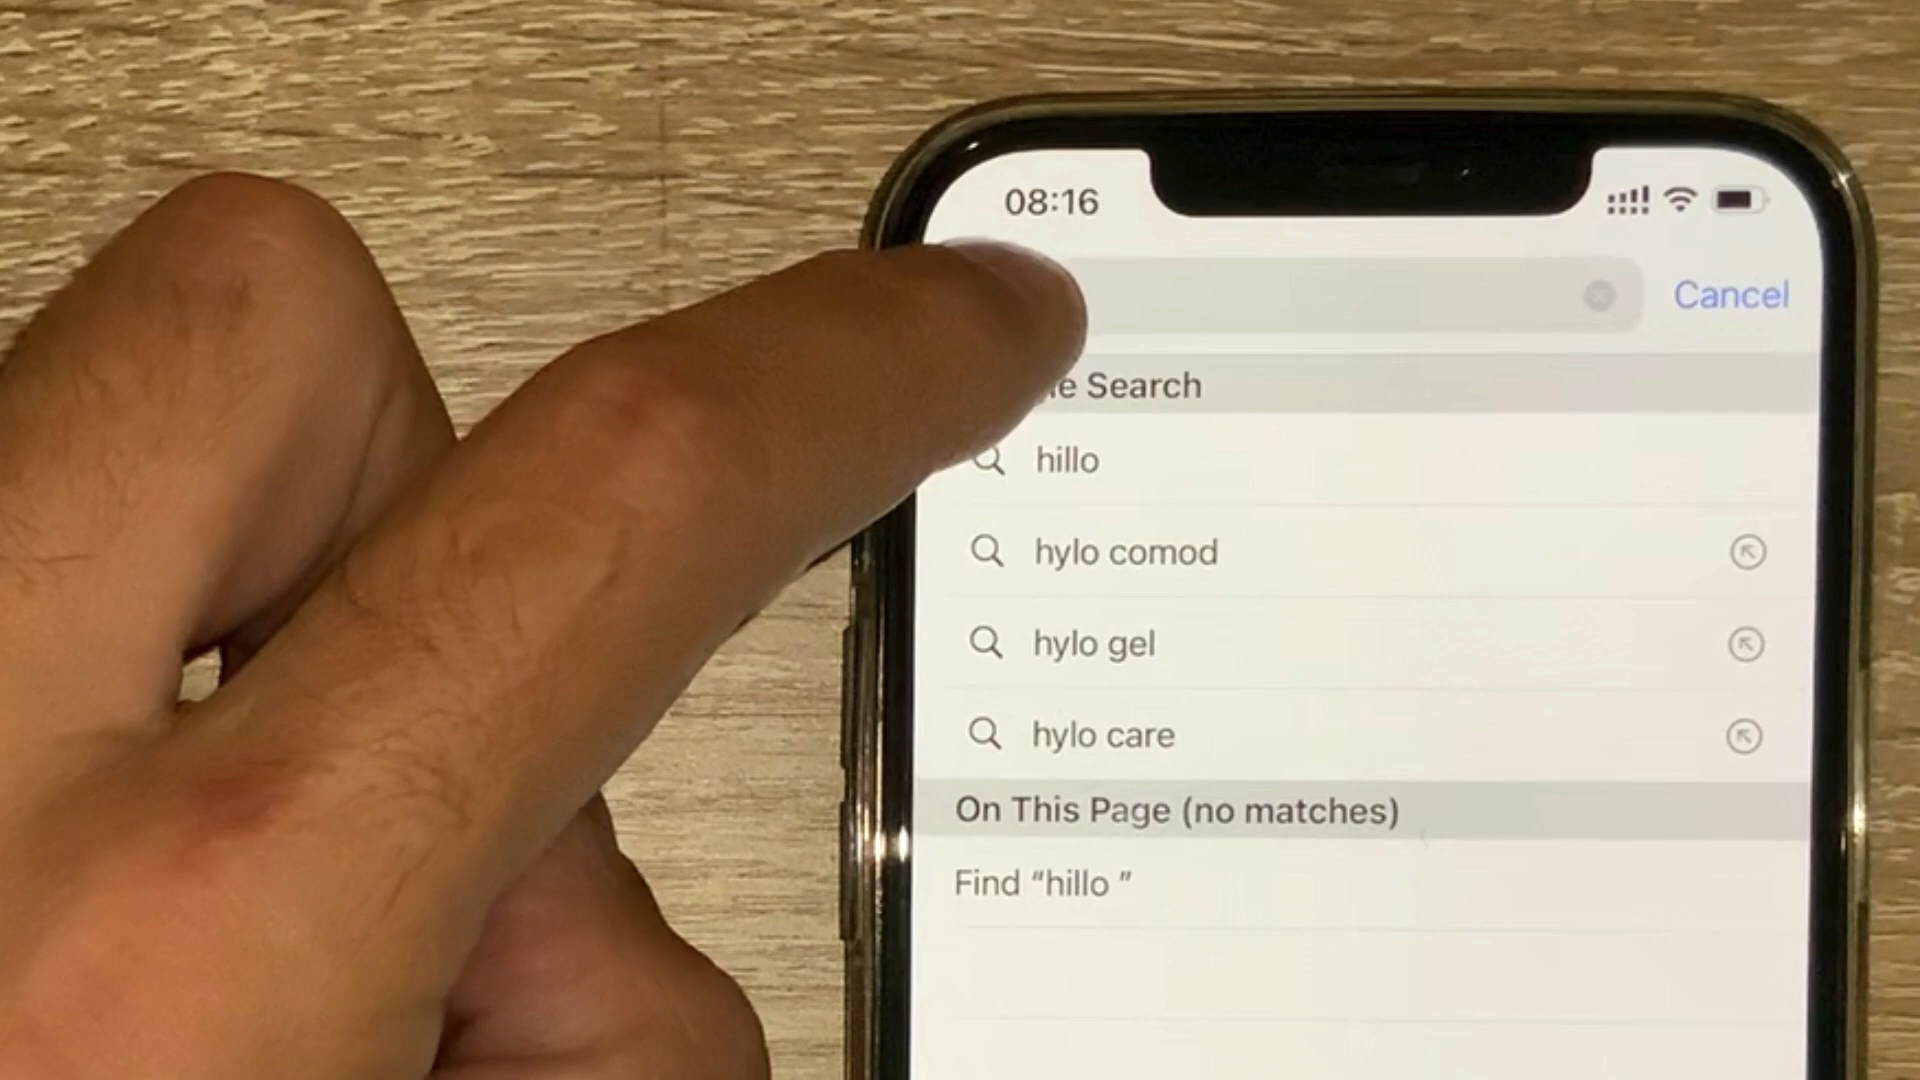 08:16
Cancel
Search
hillo
hylo comod
hylo gel
hylo care
On This Page (no matches)
Find “hillo ”